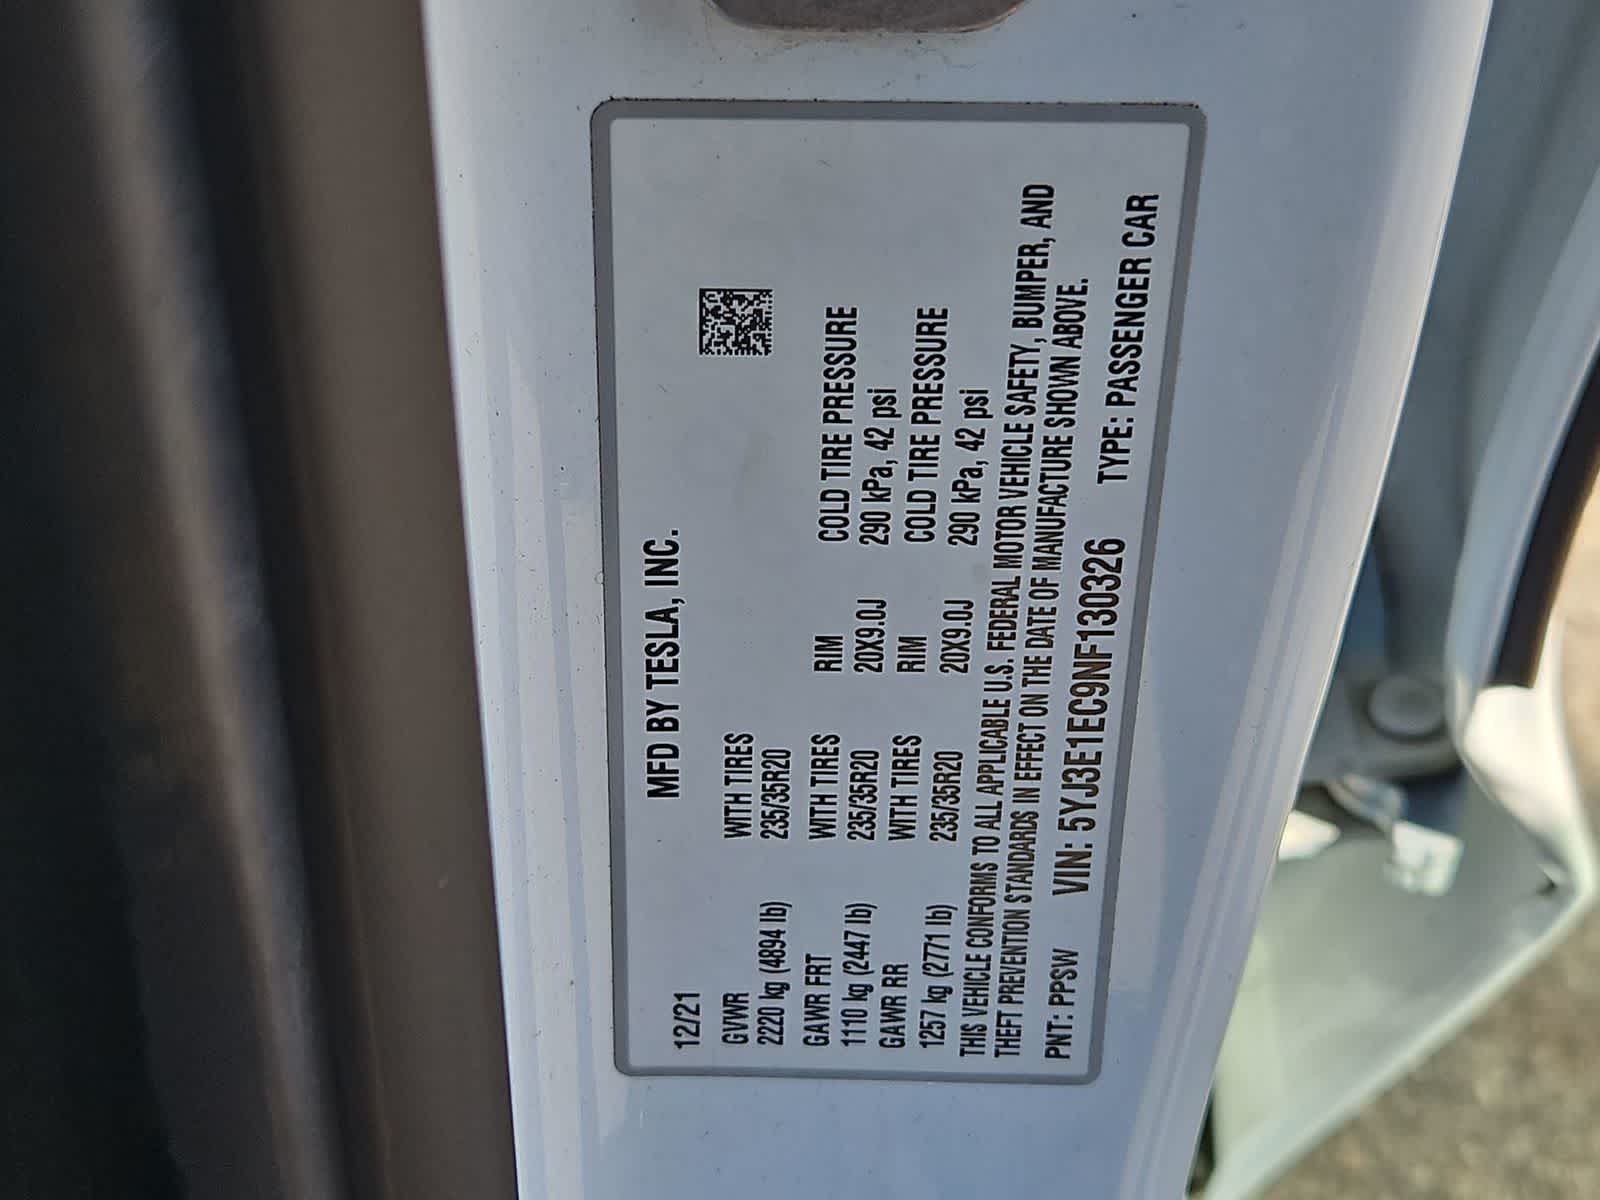 MFD BY TESLA, INC.
12/21
GVWR WITH TIRES
2220 kg (4894 lb) 235/35R20
GAWR FRT WITH TIRES RIM COLD TIRE PRESSURE
1110 kg (2447 lb) 235/35R20 20X9.0J 290 kPa, 42 psi
GAWR RR WITH TIRES RIM COLD TIRE PRESSURE
1257 kg (2771 lb) 235/35R20 20X9.0J 290 kPa, 42 psi
THIS VEHICLE CONFORMS TO ALL APPLICABLE U.S. FEDERAL MOTOR VEHICLE SAFETY, BUMPER, AND
THEFT PREVENTION STANDARDS IN EFFECT ON THE DATE OF MANUFACTURE SHOWN ABOVE.
PNT: PPSW VIN: 5YJ3E1EC9NF130326 TYPE: PASSENGER CAR